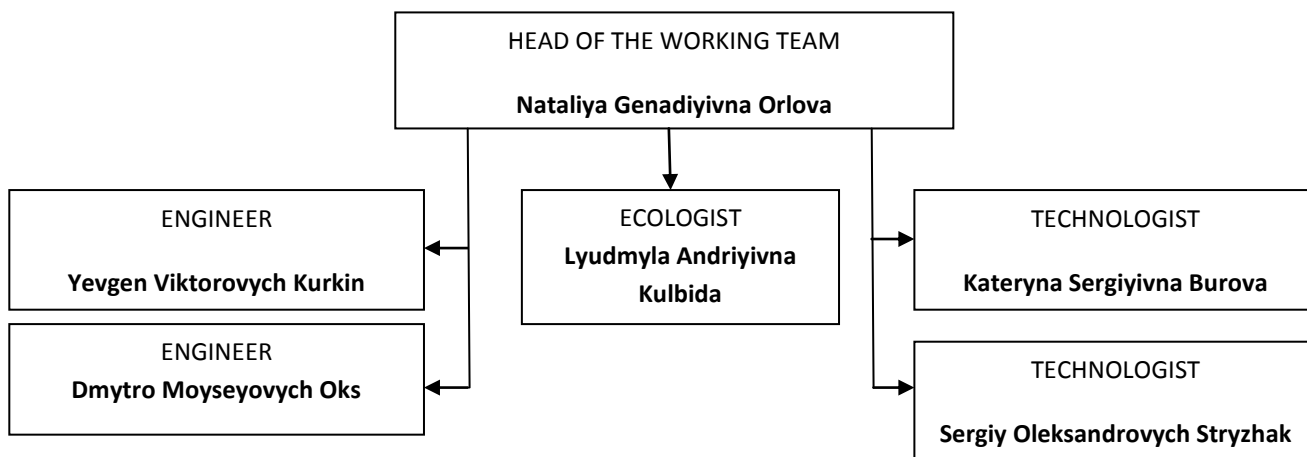 HEAD OF THE WORKING TEAM
Nataliya Genadiyivna Orlova
ENGINEER
Yevgen Viktorovych Kurkin
ECOLOGIST
Lyudmyla Andriyivna
Kulbida
TECHNOLOGIST
Kateryna Sergiyivna Burova
ENGINEER
Dmytro Moyseyovych Oks
TECHNOLOGIST
Sergiy Oleksandrovych Stryzhak